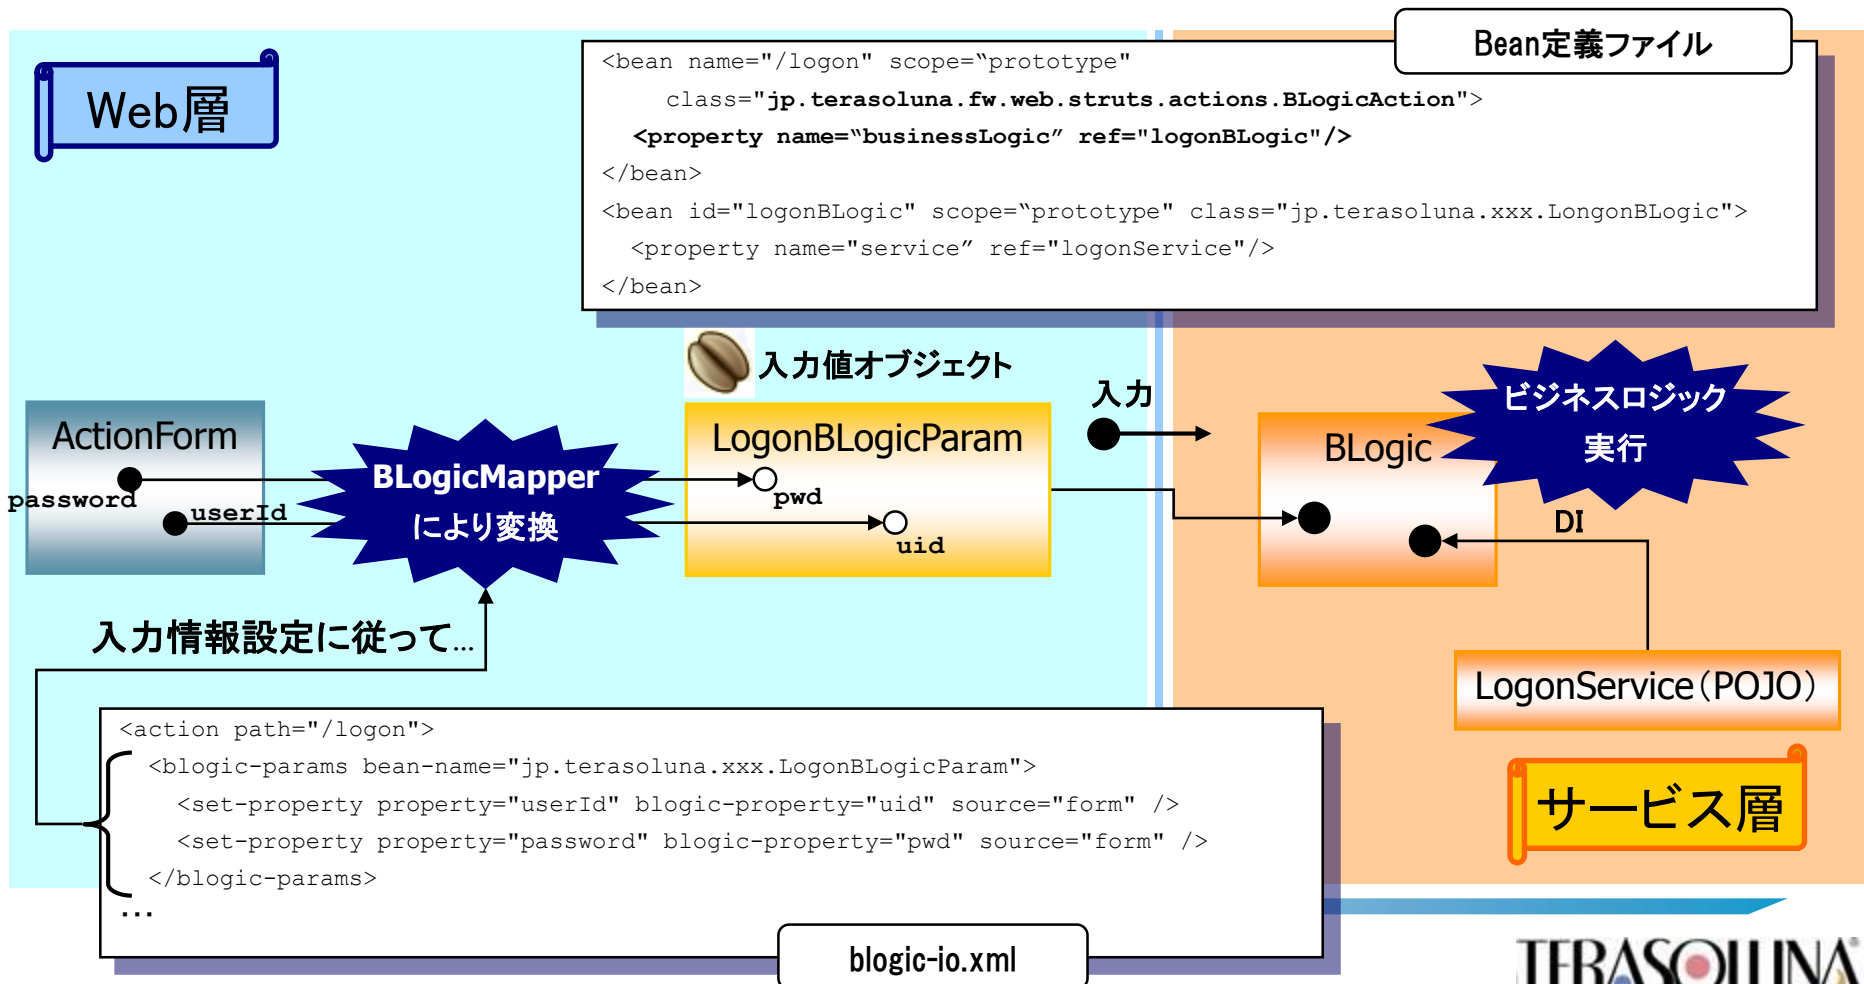 Web層
Bean定義ファイル
<bean name="/logon" scope=“prototype"
class="jp.terasoluna.fw.web.struts.actions.BLogicAction">
<property name=“businessLogic” ref="logonBLogic"/>
</bean>
<bean id="logonBLogic" scope=“prototype" class="jp.terasoluna.xxx.LongonBLogic">
<property name="service” ref="logonService"/>
</bean>
入力値オブジェクト
入力
ビジネスロジック
実行
ActionForm
password
userId
BLogicMapper
により変換
LogonBLogicParam
pwd
uid
BLogic
DI
入力情報設定に従って…
LogonService（POJO）
サービス層
<action path="/logon">
<blogic-params bean-name="jp.terasoluna.xxx.LogonBLogicParam">
<set-property property="userId" blogic-property="uid" source="form" />
<set-property property="password" blogic-property="pwd" source="form" />
</blogic-params>
...
blogic-io.xml
TERASOLUNA